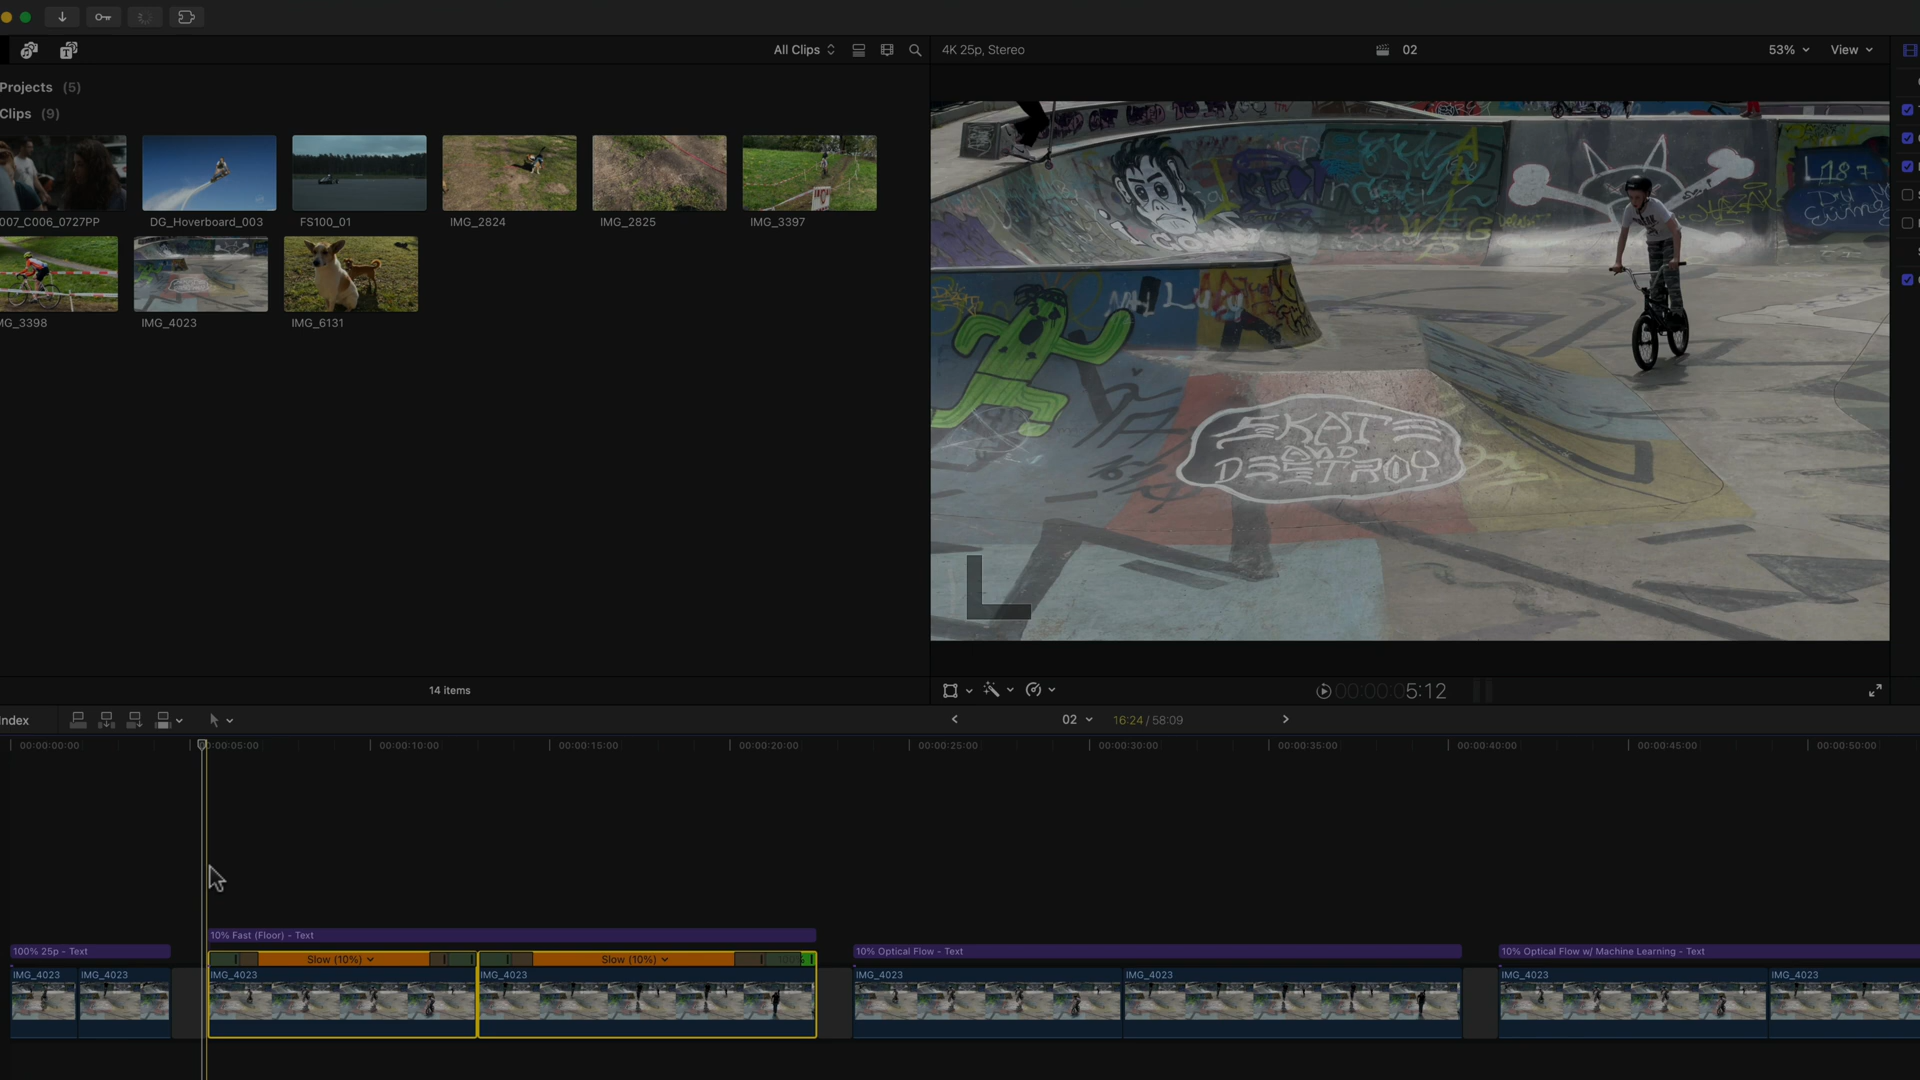 All Clips
4K 25p, Stereo
02
53%
View
Projects (5)
Clips (9)
007_C006_0727PP
DG_Hoverboard_003
FS100_01
IMG_2824
IMG_2825
IMG_3397
MG_3398
IMG_4023
IMG_6131
L187
SKATE
AND
DESTROY
14 items
00:00:05:12
Index
02
16:24 / 58:09
00:00:00:00
00:00:05:00
00:00:10:00
00:00:15:00
00:00:20:00
00:00:25:00
00:00:30:00
00:00:35:00
00:00:40:00
00:00:45:00
00:00:50:00
10% Fast (Floor) - Text
100% 25p - Text
10% Optical Flow - Text
10% Optical Flow w/ Machine Learning - Text
Slow (10%)
Slow (10%)
IMG_4023
IMG_4023
IMG_4023
IMG_4023
IMG_4023
IMG_4023
IMG_4023
IMG_4023